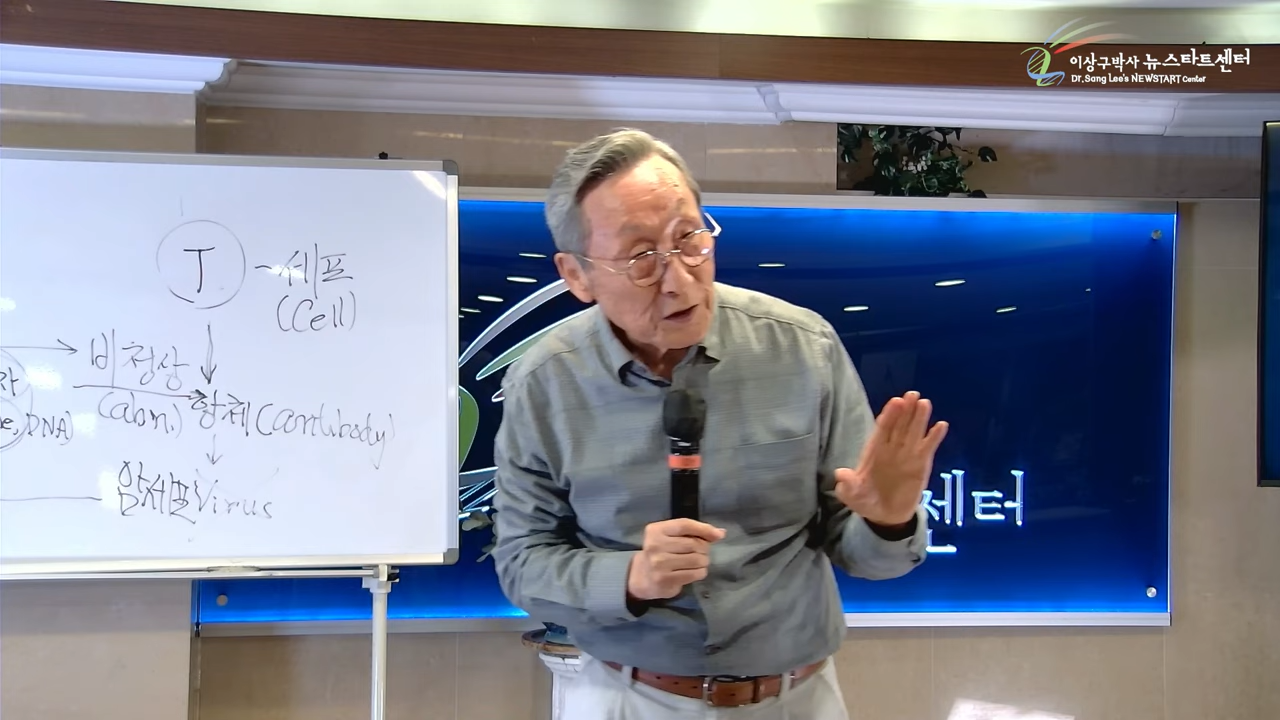 이상구박사 뉴스타트센터
Dr. Sang Lee's NEWSTART Center
T - 세프
(Cell)
비정상
(abn.) 항체 (antibody)
DNA)
암세포 Virus
센터